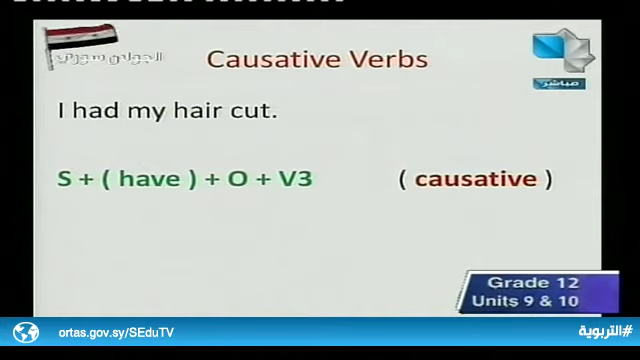 الجولان سوري
Causative Verbs
مباشر
I had my hair cut.
S + ( have ) + O + V3 ( causative )
Grade 12
Units 9 & 10
ortas.gov.sy/SEduTV
#التربوية